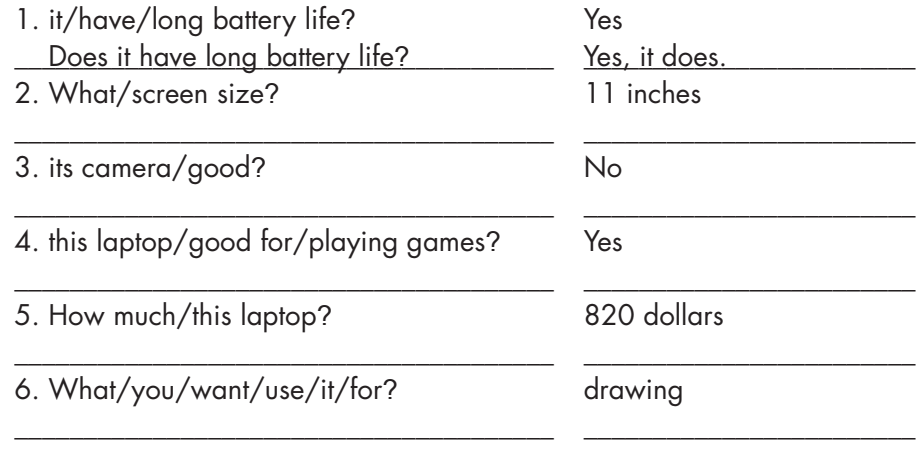 1. it/have/long battery life? Yes
Does it have long battery life? Yes, it does.
2. What/screen size? 11 inches
3. its camera/good? No
4. this laptop/good for/playing games? Yes
5. How much/this laptop? 820 dollars
6. What/you/want/use/it/for? drawing